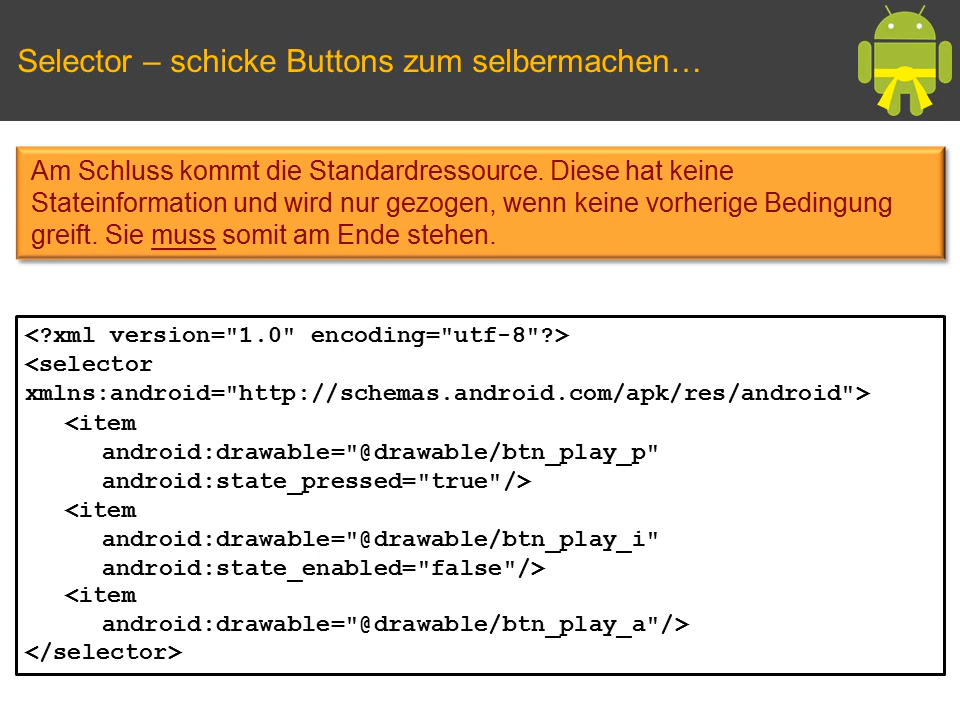 Selector – schicke Buttons zum selbermachen…
Am Schluss kommt die Standardressource. Diese hat keine
Stateinformation und wird nur gezogen, wenn keine vorherige Bedingung
greift. Sie muss somit am Ende stehen.
<?xml version="1.0" encoding="utf-8"?>
<selector
xmlns:android="http://schemas.android.com/apk/res/android">
<item
android:drawable="@drawable/btn_play_p"
android:state_pressed="true"/>
<item
android:drawable="@drawable/btn_play_i"
android:state_enabled="false"/>
<item
android:drawable="@drawable/btn_play_a"/>
</selector>